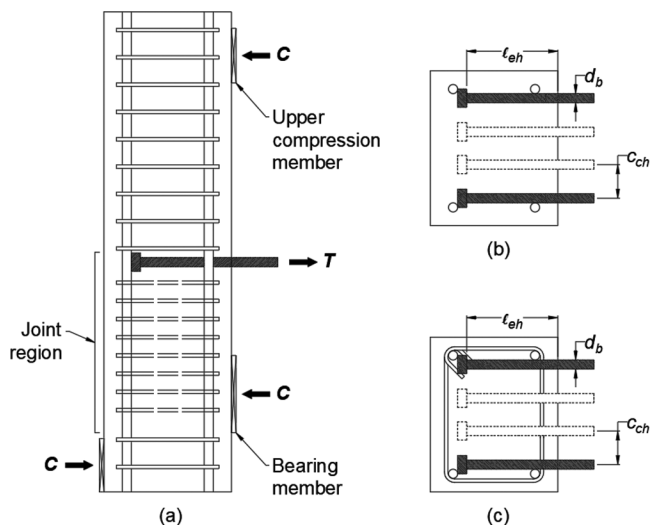 C
Upper
compression
member
T
Joint
region
C
C
Bearing
member
(a)
ℓeh
db
cch
(b)
ℓeh
db
cch
(c)